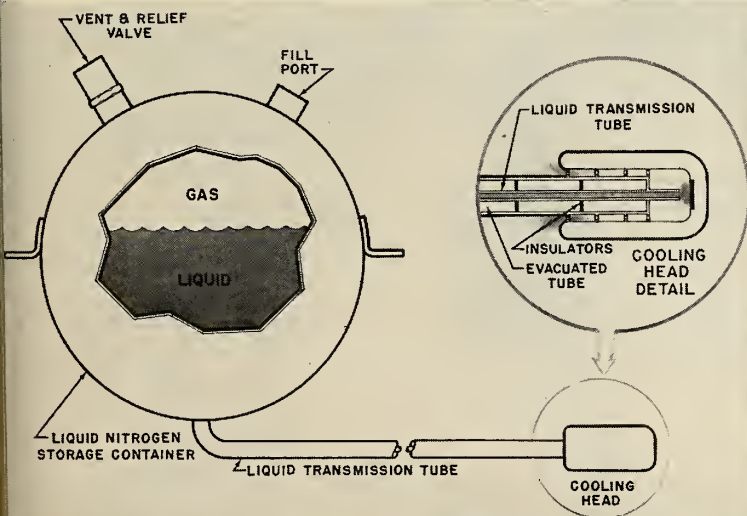 VENT & RELIEF
VALVE
FILL
PORT
LIQUID TRANSMISSION
TUBE
GAS
LIQUID
INSULATORS
EVACUATED
TUBE
COOLING
HEAD
DETAIL
LIQUID NITROGEN
STORAGE CONTAINER
LIQUID TRANSMISSION TUBE
COOLING
HEAD